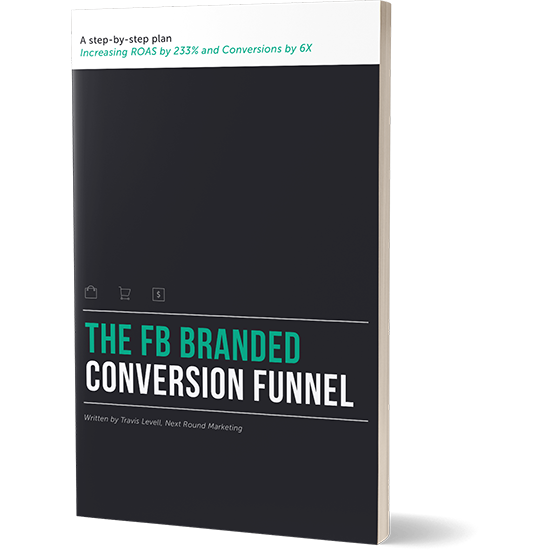 A step-by-step plan
Increasing ROAS by 233% and Conversions by 6X
$
THE FB BRANDED
CONVERSION FUNNEL
Written by Travis Levell, Next Round Marketing